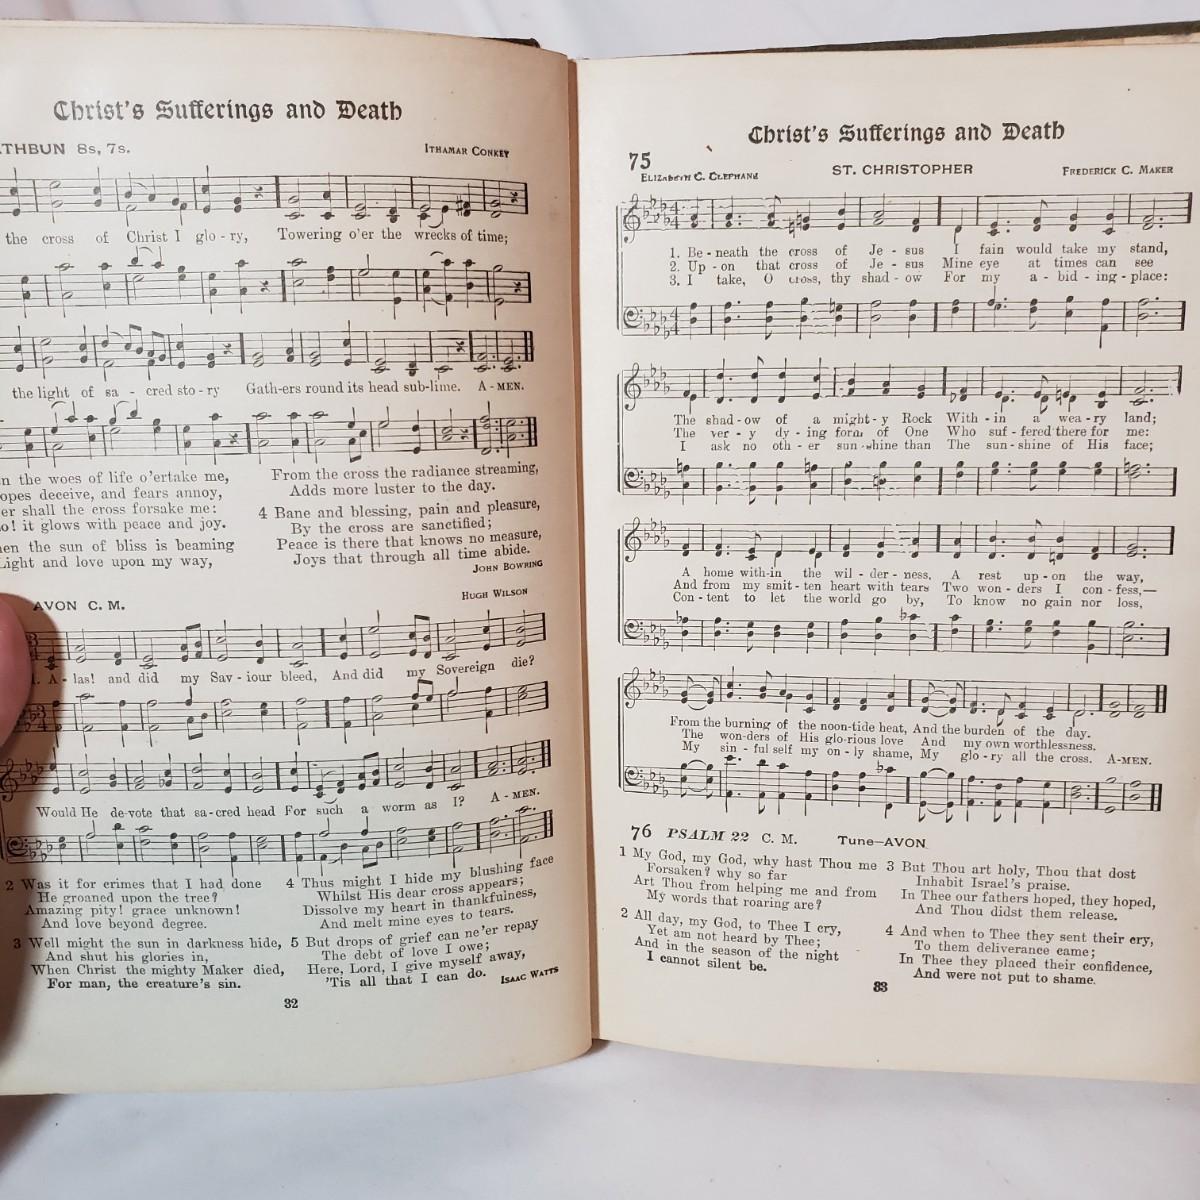 Christ's Sufferings and Death
THBUN 8s, 7s.
ITHAMAR CONKEY
the cross of Christ I glo - ry, Towering o'er the wrecks of time;
the light of sa - cred sto - ry Gath-ers round its head sub-lime. A - MEN.
n the woes of life o'ertake me,
opes deceive, and fears annoy,
er shall the cross forsake me:
o! it glows with peace and joy.
en the sun of bliss is beaming
Light and love upon my way,
From the cross the radiance streaming,
Adds more luster to the day.
4 Bane and blessing, pain and pleasure,
By the cross are sanctified;
Peace is there that knows no measure,
Joys that through all time abide.
JOHN BOWRING
AVON C. M.
HUGH WILSON
1. A - las! and did my Sav - iour bleed, And did my Sovereign die?
Would He de-vote that sa-cred head For such a worm as I? A - MEN.
2 Was it for crimes that I had done
He groaned upon the tree?
Amazing pity! grace unknown!
And love beyond degree.
3 Well might the sun in darkness hide,
And shut his glories in,
When Christ the mighty Maker died,
For man, the creature's sin.
4 Thus might I hide my blushing face
Whilst His dear cross appears;
Dissolve my heart in thankfulness,
And melt mine eyes to tears.
5 But drops of grief can ne'er repay
The debt of love I owe;
Here, Lord, I give myself away,
'Tis all that I can do.
ISAAC WATTS
32
Christ's Sufferings and Death
75
ELIZABETH C. CLEPHANE
ST. CHRISTOPHER
FREDERICK C. MAKER
1. Be - neath the cross of Je - sus I fain would take my stand,
2. Up - on that cross of Je - sus Mine eye at times can see
3. I take, O cross, thy shad - ow For my a - bid - ing - place:
The shad - ow of a might - y Rock With - in a wea - ry land;
The ver - y dy - ing form of One Who suf - fered there for me:
I ask no oth - er sun - shine than The sun - shine of His face;
A home with-in the wil - der - ness, A rest up - on the way,
And from my smit - ten heart with tears Two won - ders I con - fess,—
Con - tent to let the world go by, To know no gain nor loss,
From the burning of the noon-tide heat, And the burden of the day.
The won-ders of His glo-rious love And my own worthlessness.
My sin - ful self my on - ly shame, My glo - ry all the cross. A-MEN.
76 PSALM 22 C. M. Tune—AVON
1 My God, my God, why hast Thou me
Forsaken? why so far
Art Thou from helping me and from
My words that roaring are?
2 All day, my God, to Thee I cry,
Yet am not heard by Thee;
And in the season of the night
I cannot silent be.
3 But Thou art holy, Thou that dost
Inhabit Israel's praise.
In Thee our fathers hoped, they hoped,
And Thou didst them release.
4 And when to Thee they sent their cry,
To them deliverance came;
In Thee they placed their confidence,
And were not put to shame.
33